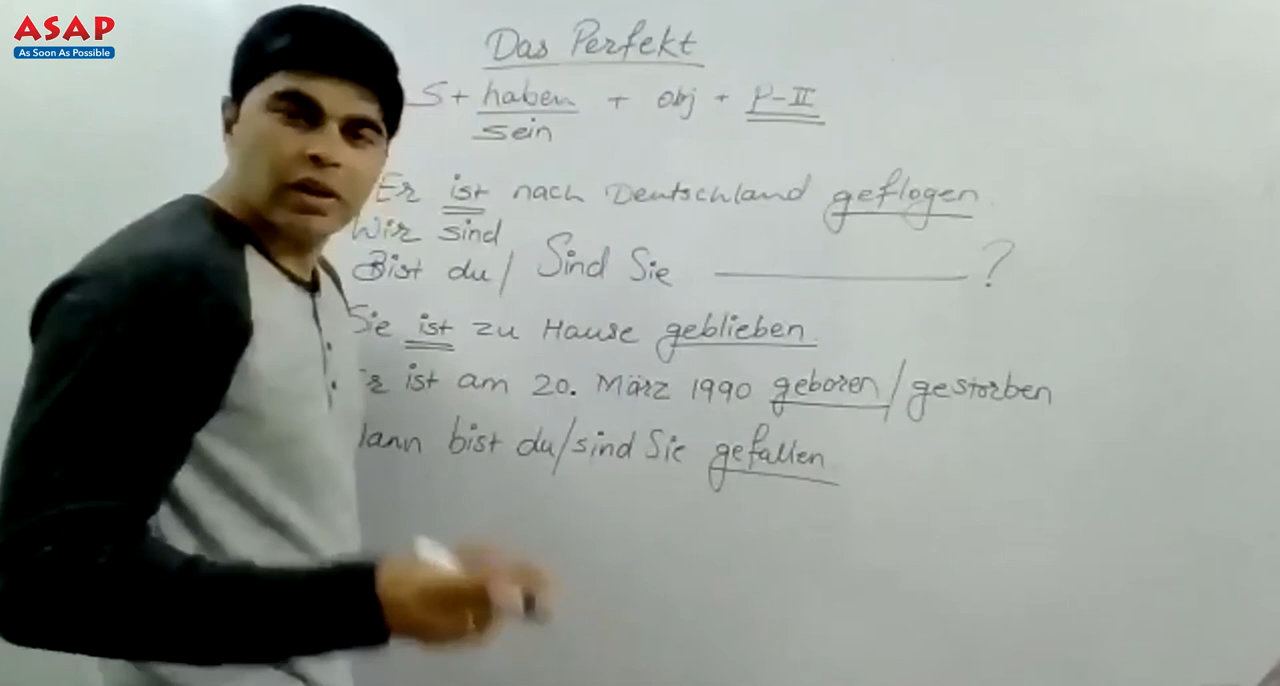 ASAP
As Soon As Possible
Das Perfekt
S + haben + obj + P-II
sein
Er ist nach Deutschland geflogen.
Wir sind
Bist du / Sind Sie ________ ?
Sie ist zu Hause geblieben.
ist am 20. März 1990 geboren / gestorben
bist du/sind Sie gefallen